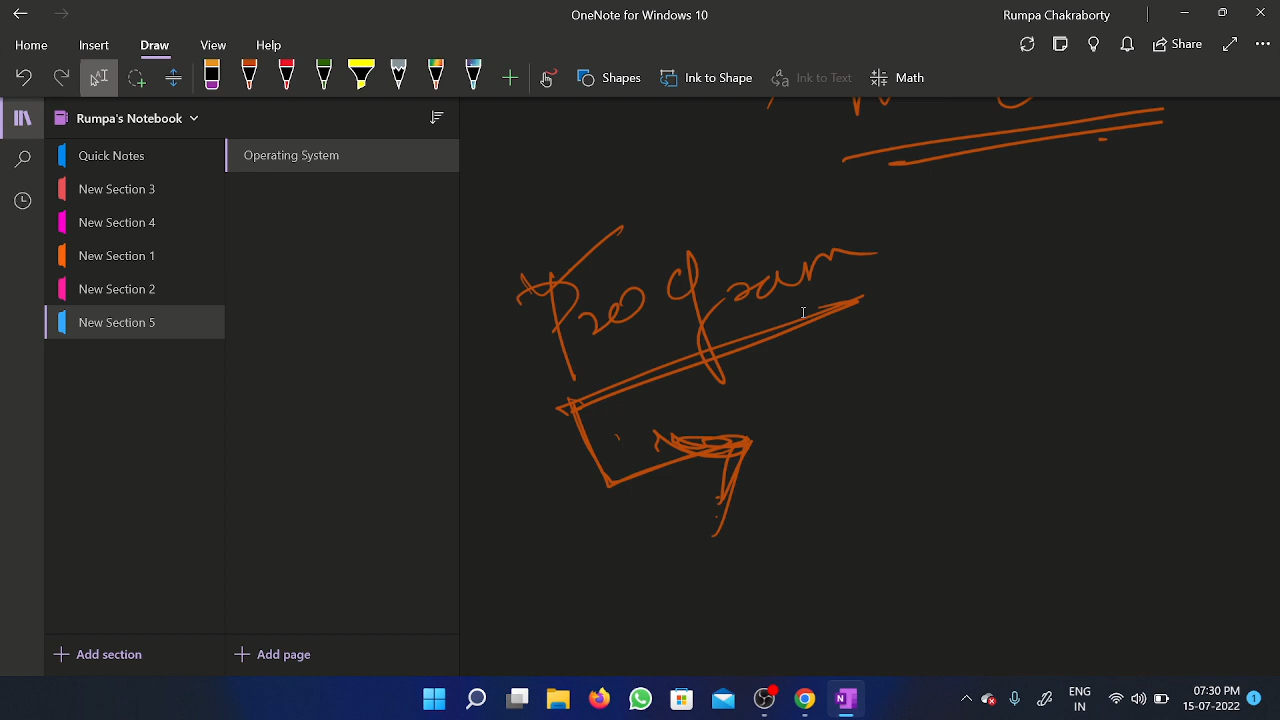 OneNote for Windows 10
Rumpa Chakraborty
Home Insert Draw View Help
Share
Shapes Ink to Shape Ink to Text Math
Rumpa's Notebook
Quick Notes
New Section 3
New Section 4
New Section 1
New Section 2
New Section 5
Operating System
Program
Add section
Add page
ENG
IN
07:30 PM
15-07-2022
1